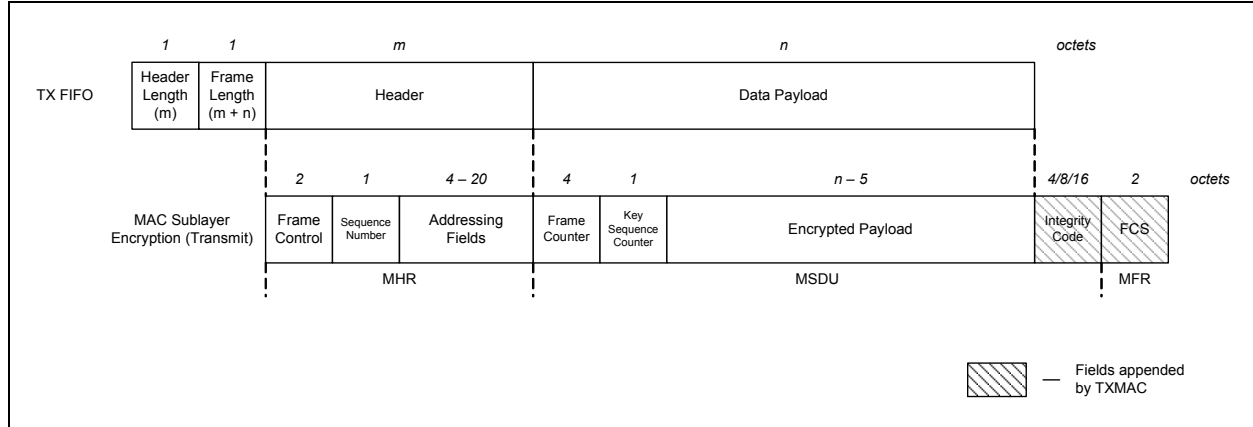 1 1 m n octets
TX FIFO
Header
Length
(m)
Frame
Length
(m + n)
Header
Data Payload
2 1 4 – 20 4 1 n – 5 4/8/16 2 octets
MAC Sublayer
Encryption (Transmit)
Frame
Control
Sequence
Number
Addressing
Fields
Frame
Counter
Key
Sequence
Counter
Encrypted Payload
Integrity
Code
FCS
MHR MSDU MFR
— Fields appended
by TXMAC